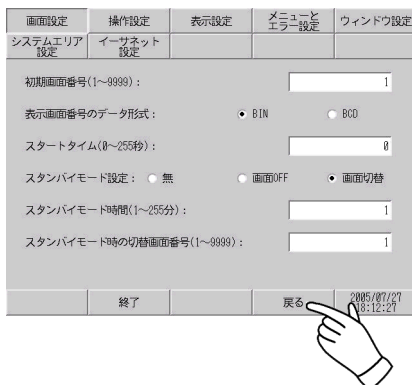 画面設定 操作設定 表示設定 メニューと
エラー設定 ウィンドウ設定
システムエリア
設定 イーサネット
設定
初期画面番号(1～9999)： 1
表示画面番号のデータ形式： BIN BCD
スタートタイム(0～255秒)： 0
スタンバイモード設定： 無 画面OFF 画面切替
スタンバイモード時間(1～255分)： 1
スタンバイモード時の切替画面番号(1～9999)： 1
終了 戻る 2005/07/27
18:12:27